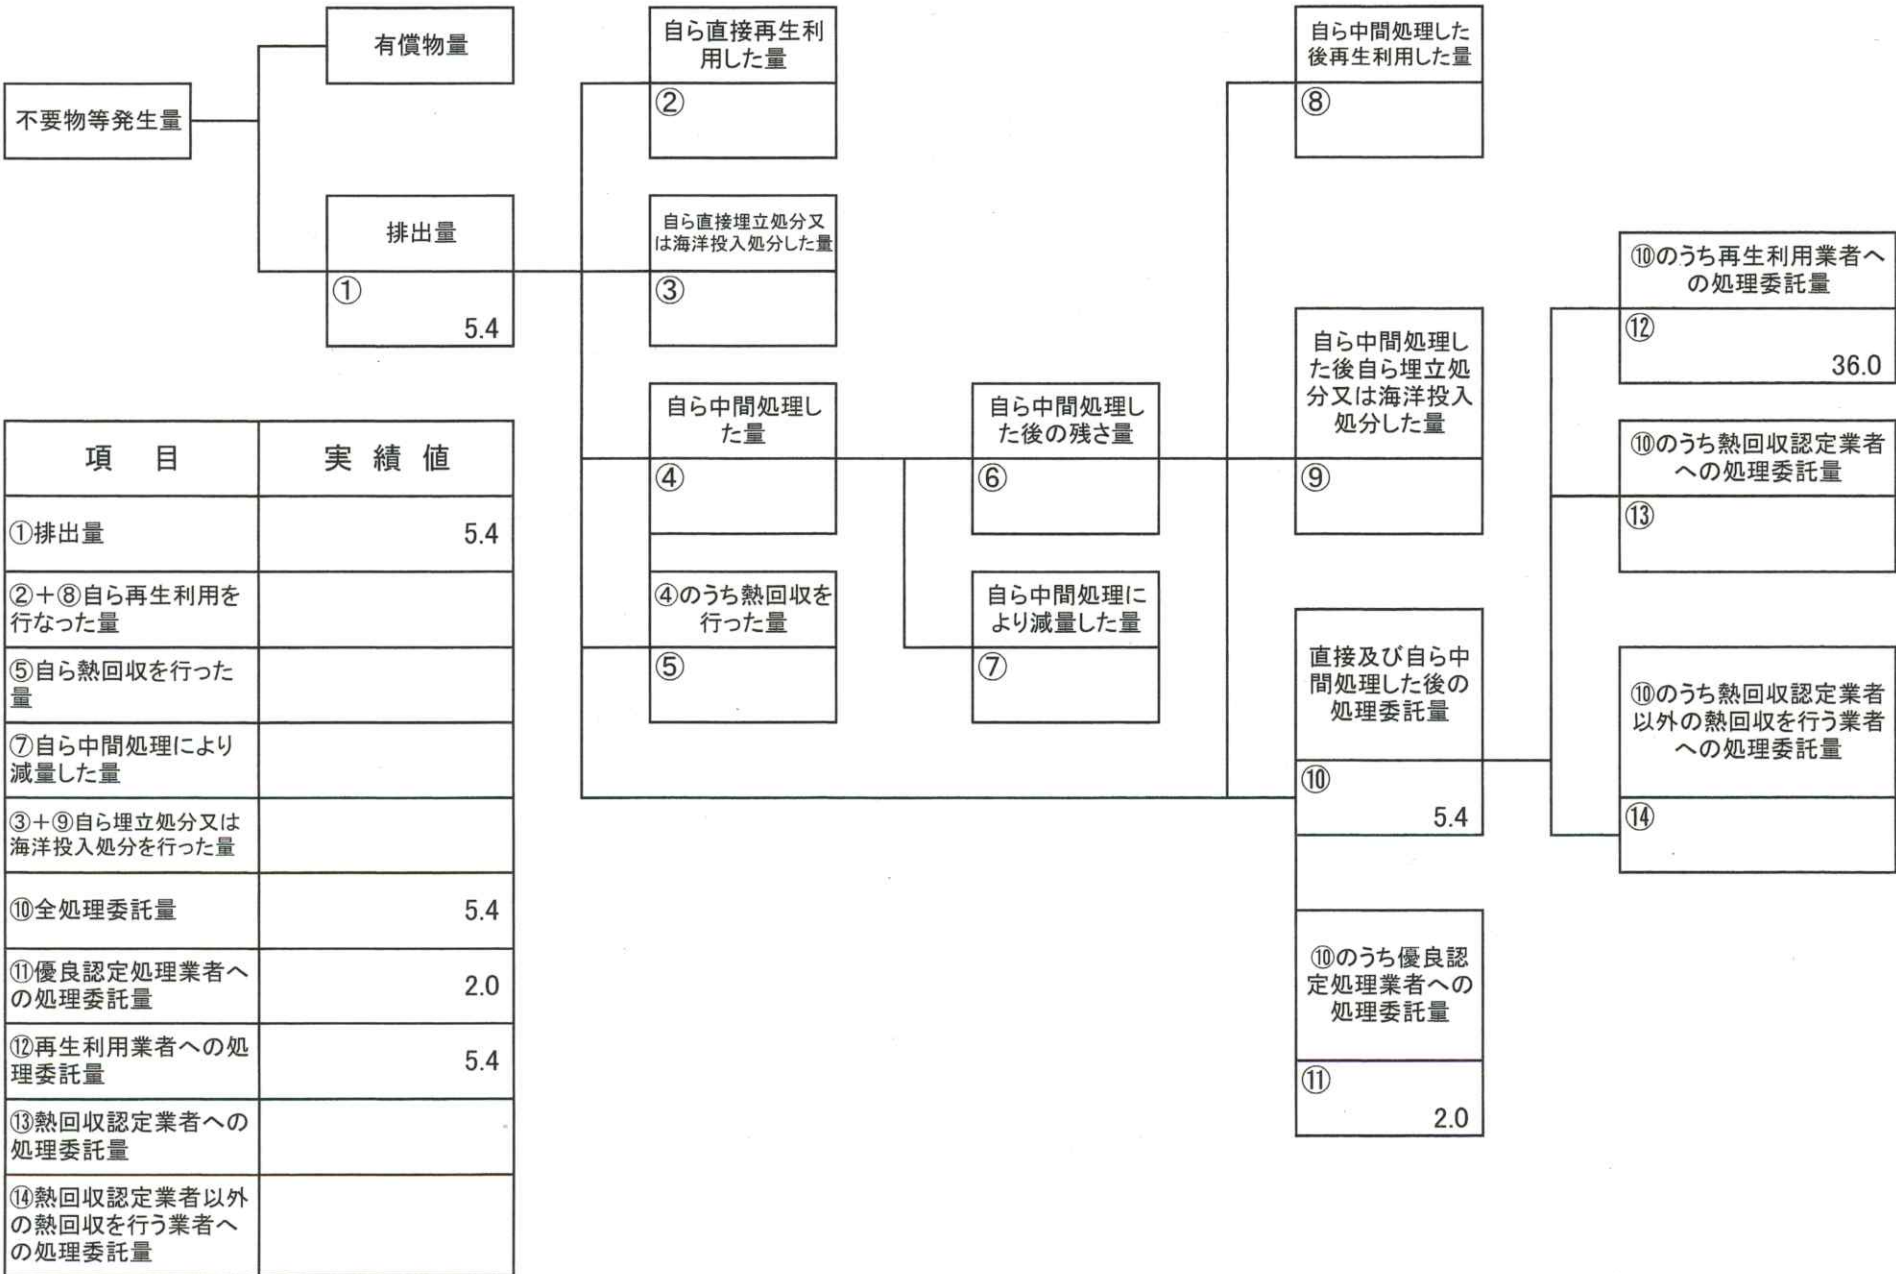 不要物等発生量
有償物量
排出量
①
5.4
自ら直接再生利
用した量
②
自ら直接埋立処分又
は海洋投入処分した量
③
自ら中間処理し
た量
④
④のうち熱回収を
行った量
⑤
自ら中間処理し
た後の残さ量
⑥
自ら中間処理に
より減量した量
⑦
自ら中間処理した
後再生利用した量
⑧
自ら中間処理し
た後自ら埋立処
分又は海洋投入
処分した量
⑨
直接及び自ら中
間処理した後の
処理委託量
⑩
5.4
⑩のうち優良認
定処理業者への
処理委託量
⑪
2.0
⑩のうち再生利用業者へ
の処理委託量
⑫
36.0
⑩のうち熱回収認定業者
への処理委託量
⑬
⑩のうち熱回収認定業者
以外の熱回収を行う業者
への処理委託量
⑭
項 目 実 績 値
①排出量 5.4
②+⑧自ら再生利用を
行なった量
⑤自ら熱回収を行った
量
⑦自ら中間処理により
減量した量
③+⑨自ら埋立処分又は
海洋投入処分を行った量
⑩全処理委託量 5.4
⑪優良認定処理業者へ
の処理委託量 2.0
⑫再生利用業者への処
理委託量 5.4
⑬熱回収認定業者への
処理委託量
⑭熱回収認定業者以外
の熱回収を行う業者へ
の処理委託量